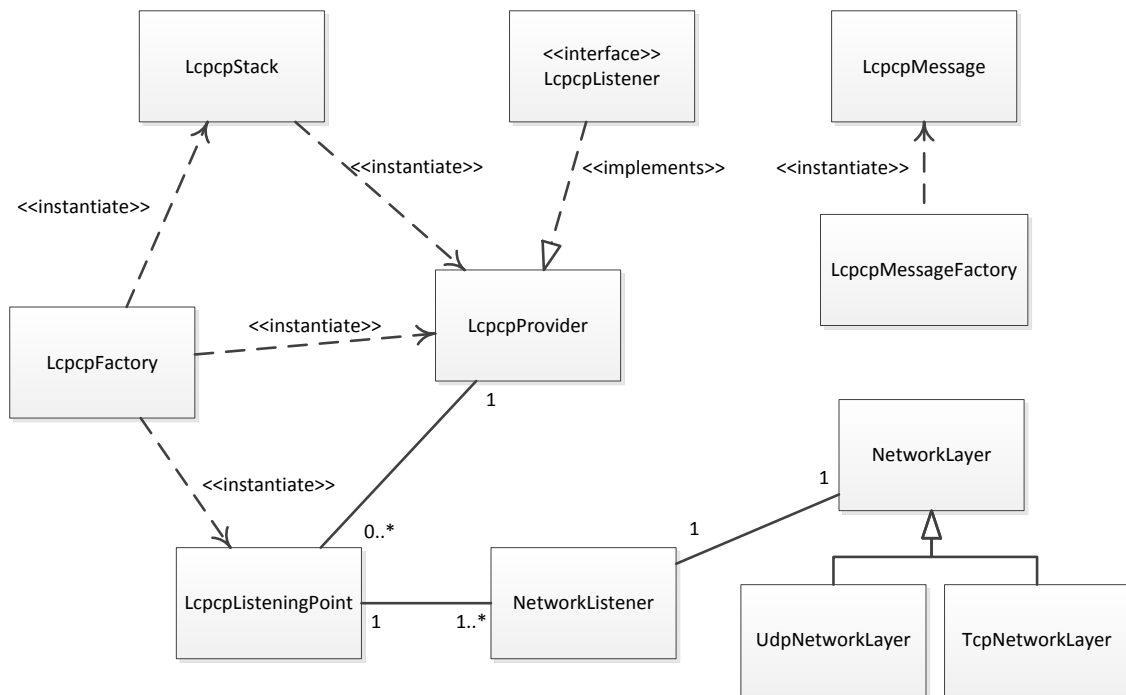 LcpcpStack
<<interface>>
LcpcpListener
LcpcpMessage
<<instantiate>>
<<implements>>
<<instantiate>>
<<instantiate>>
LcpcpMessageFactory
LcpcpProvider
<<instantiate>>
LcpcpFactory
1
NetworkLayer
<<instantiate>>
1
0..*
1
LcpcpListeningPoint
NetworkListener
1
1..*
UdpNetworkLayer
TcpNetworkLayer